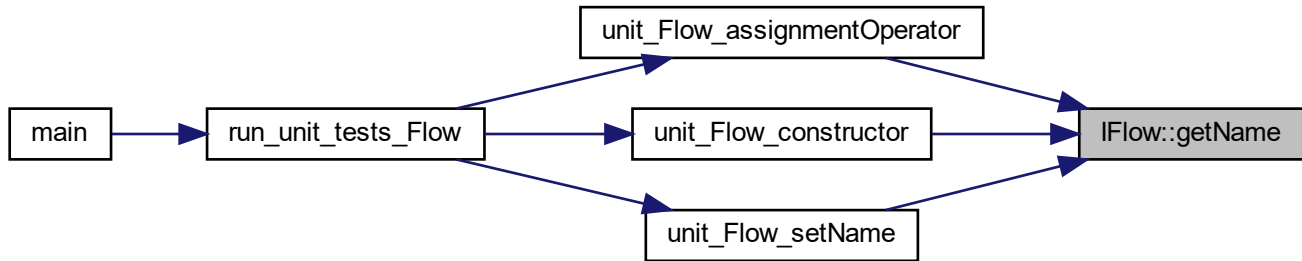 unit_Flow_assignmentOperator
main
run_unit_tests_Flow
unit_Flow_constructor
IFlow::getName
unit_Flow_setName